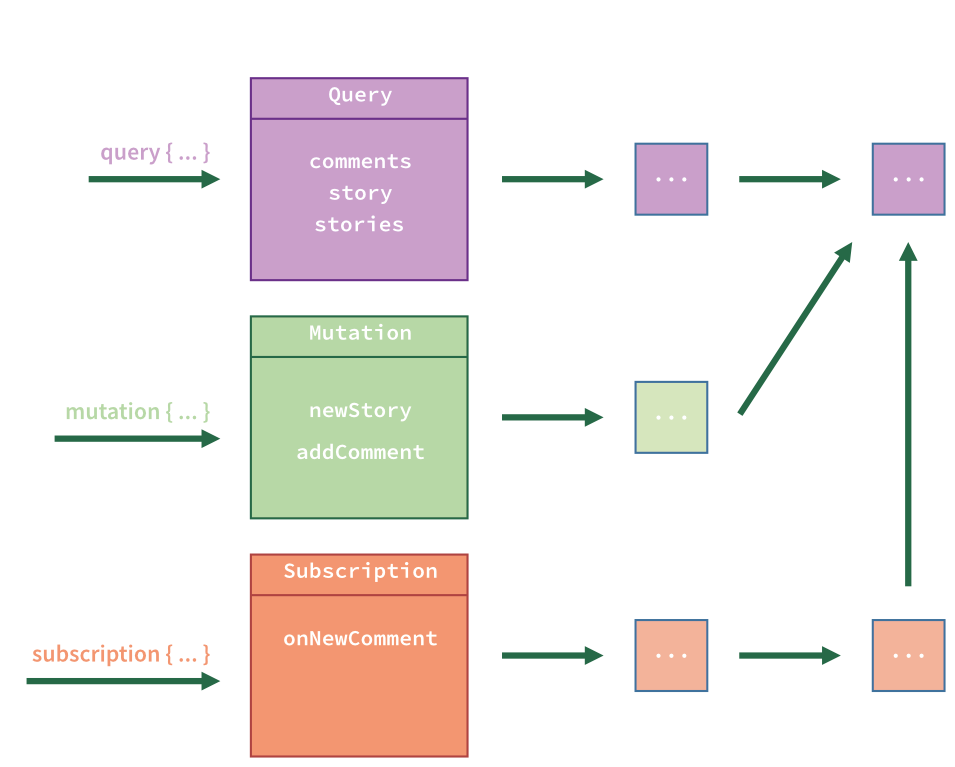 Query
query { ... }
comments
story
stories
...
...
Mutation
mutation { ... }
newStory
addComment
...
Subscription
subscription { ... }
onNewComment
...
...